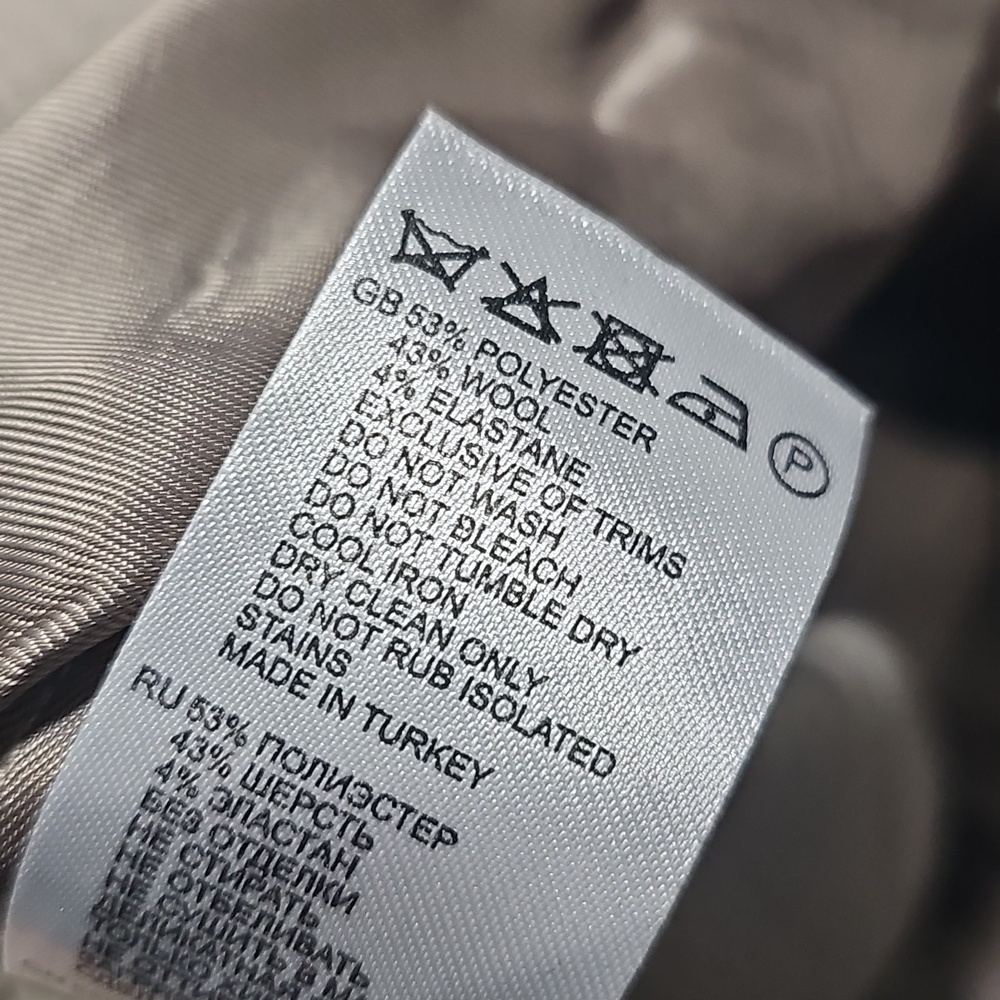 P
GB 53% POLYESTER
43% WOOL
4% ELASTANE
EXCLUSIVE OF TRIMS
DO NOT WASH
DO NOT BLEACH
DO NOT TUMBLE DRY
COOL IRON
DRY CLEAN ONLY
DO NOT RUB ISOLATED
STAINS
MADE IN TURKEY
RU 53% ПОЛИЭСТЕР
43% ШЕРСТЬ
4% ЭЛАСТАН
БЕЗ ОТДЕЛКИ
НЕ СТИРАТЬ
НЕ ОТБЕЛИВАТЬ
НЕ СУШИТЬ В